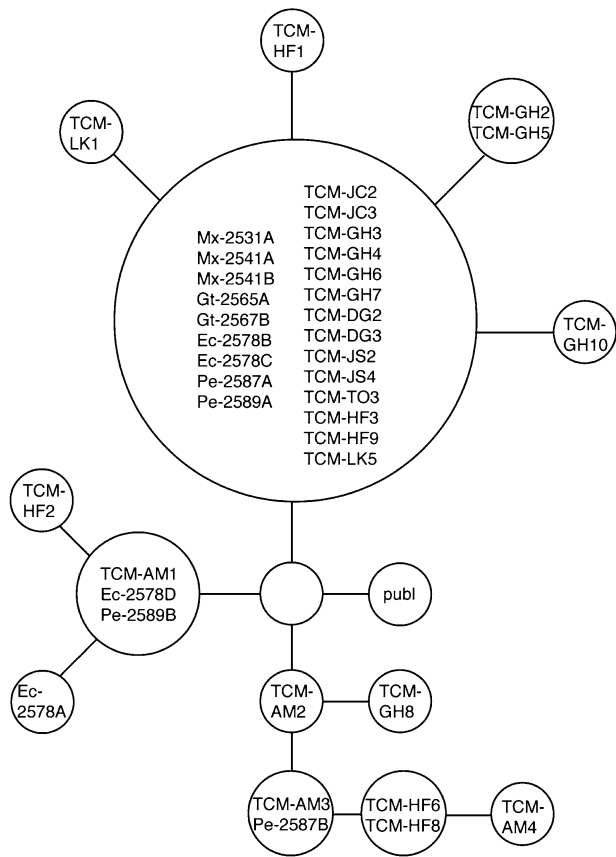 TCM-
HF1
TCM-
LK1
TCM-GH2
TCM-GH5
Mx-2531A
Mx-2541A
Mx-2541B
Gt-2565A
Gt-2567B
Ec-2578B
Ec-2578C
Pe-2587A
Pe-2589A
TCM-JC2
TCM-JC3
TCM-GH3
TCM-GH4
TCM-GH6
TCM-GH7
TCM-DG2
TCM-DG3
TCM-JS2
TCM-JS4
TCM-TO3
TCM-HF3
TCM-HF9
TCM-LK5
TCM-
GH10
TCM-
HF2
TCM-AM1
Ec-2578D
Pe-2589B
publ
Ec-
2578A
TCM-
AM2
TCM-
GH8
TCM-AM3
Pe-2587B
TCM-HF6
TCM-HF8
TCM-
AM4